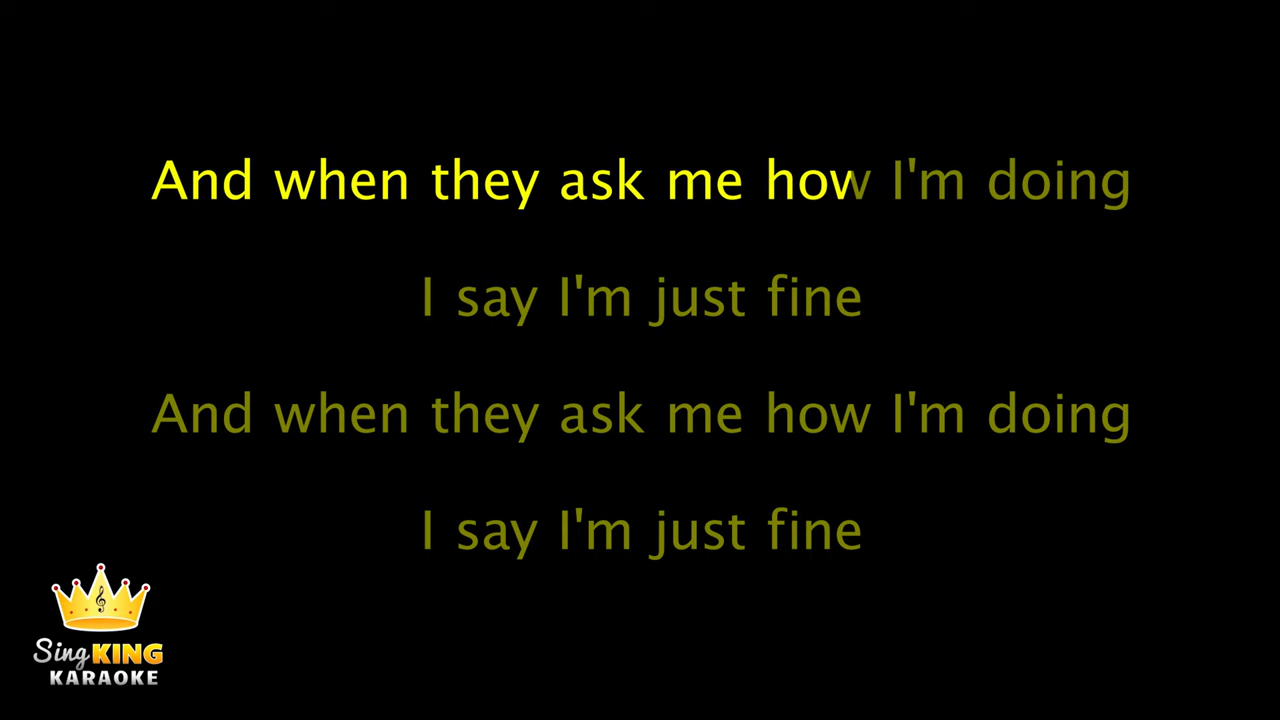 And when they ask me how I'm doing
I say I'm just fine
And when they ask me how I'm doing
I say I'm just fine
Sing KING
KARAOKE